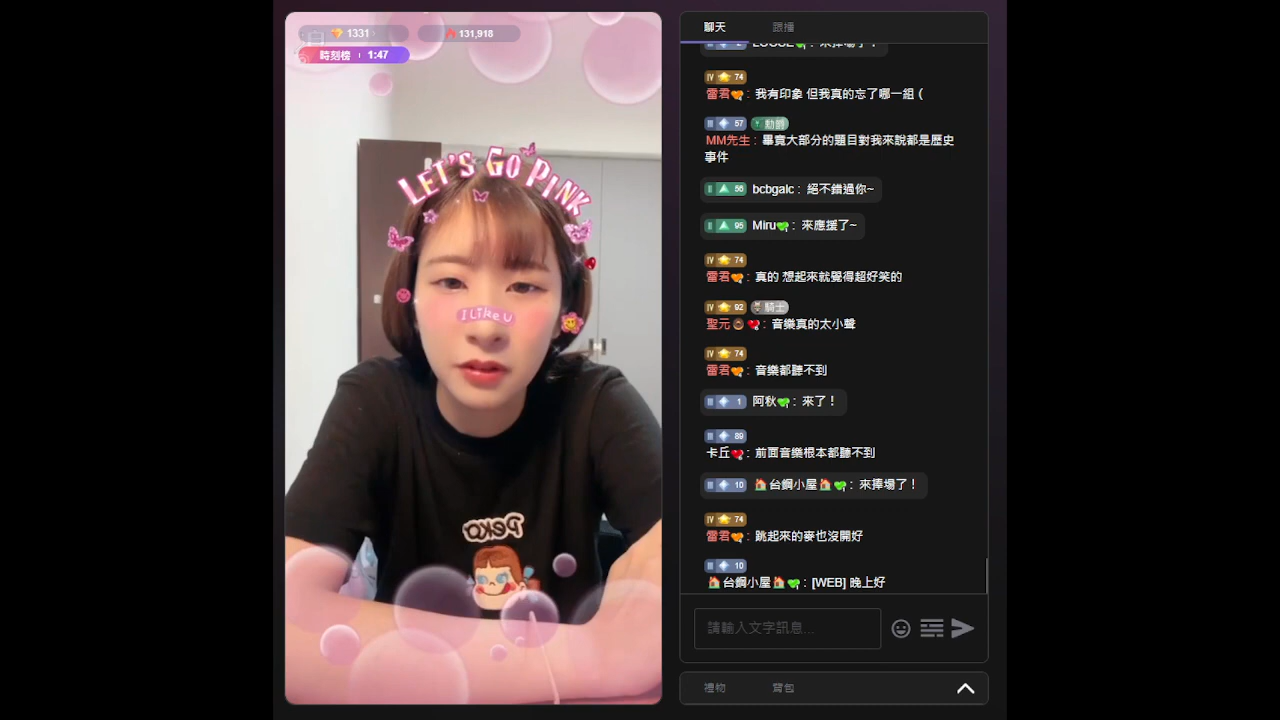 1331
131,918
時刻榜 1:47
LET'S GO PINK
I Like U
Peko
聊天
跟播
IV 74
雷君：我有印象 但我真的忘了哪一組（
III 57 勳爵
MM先生：畢竟大部分的題目對我來說都是歷史
事件
II 56 bcbgalc：絕不錯過你~
II 95 Miru：來應援了~
IV 74
雷君：真的 想起來就覺得超好笑的
IV 92 騎士
聖元：音樂真的太小聲
IV 74
雷君：音樂都聽不到
III 1 阿秋：來了！
III 89
卡丘：前面音樂根本都聽不到
III 10 台鋼小屋：來捧場了！
IV 74
雷君：跳起來的麥也沒開好
III 10
台鋼小屋：[WEB] 晚上好
請輸入文字訊息...
禮物
背包